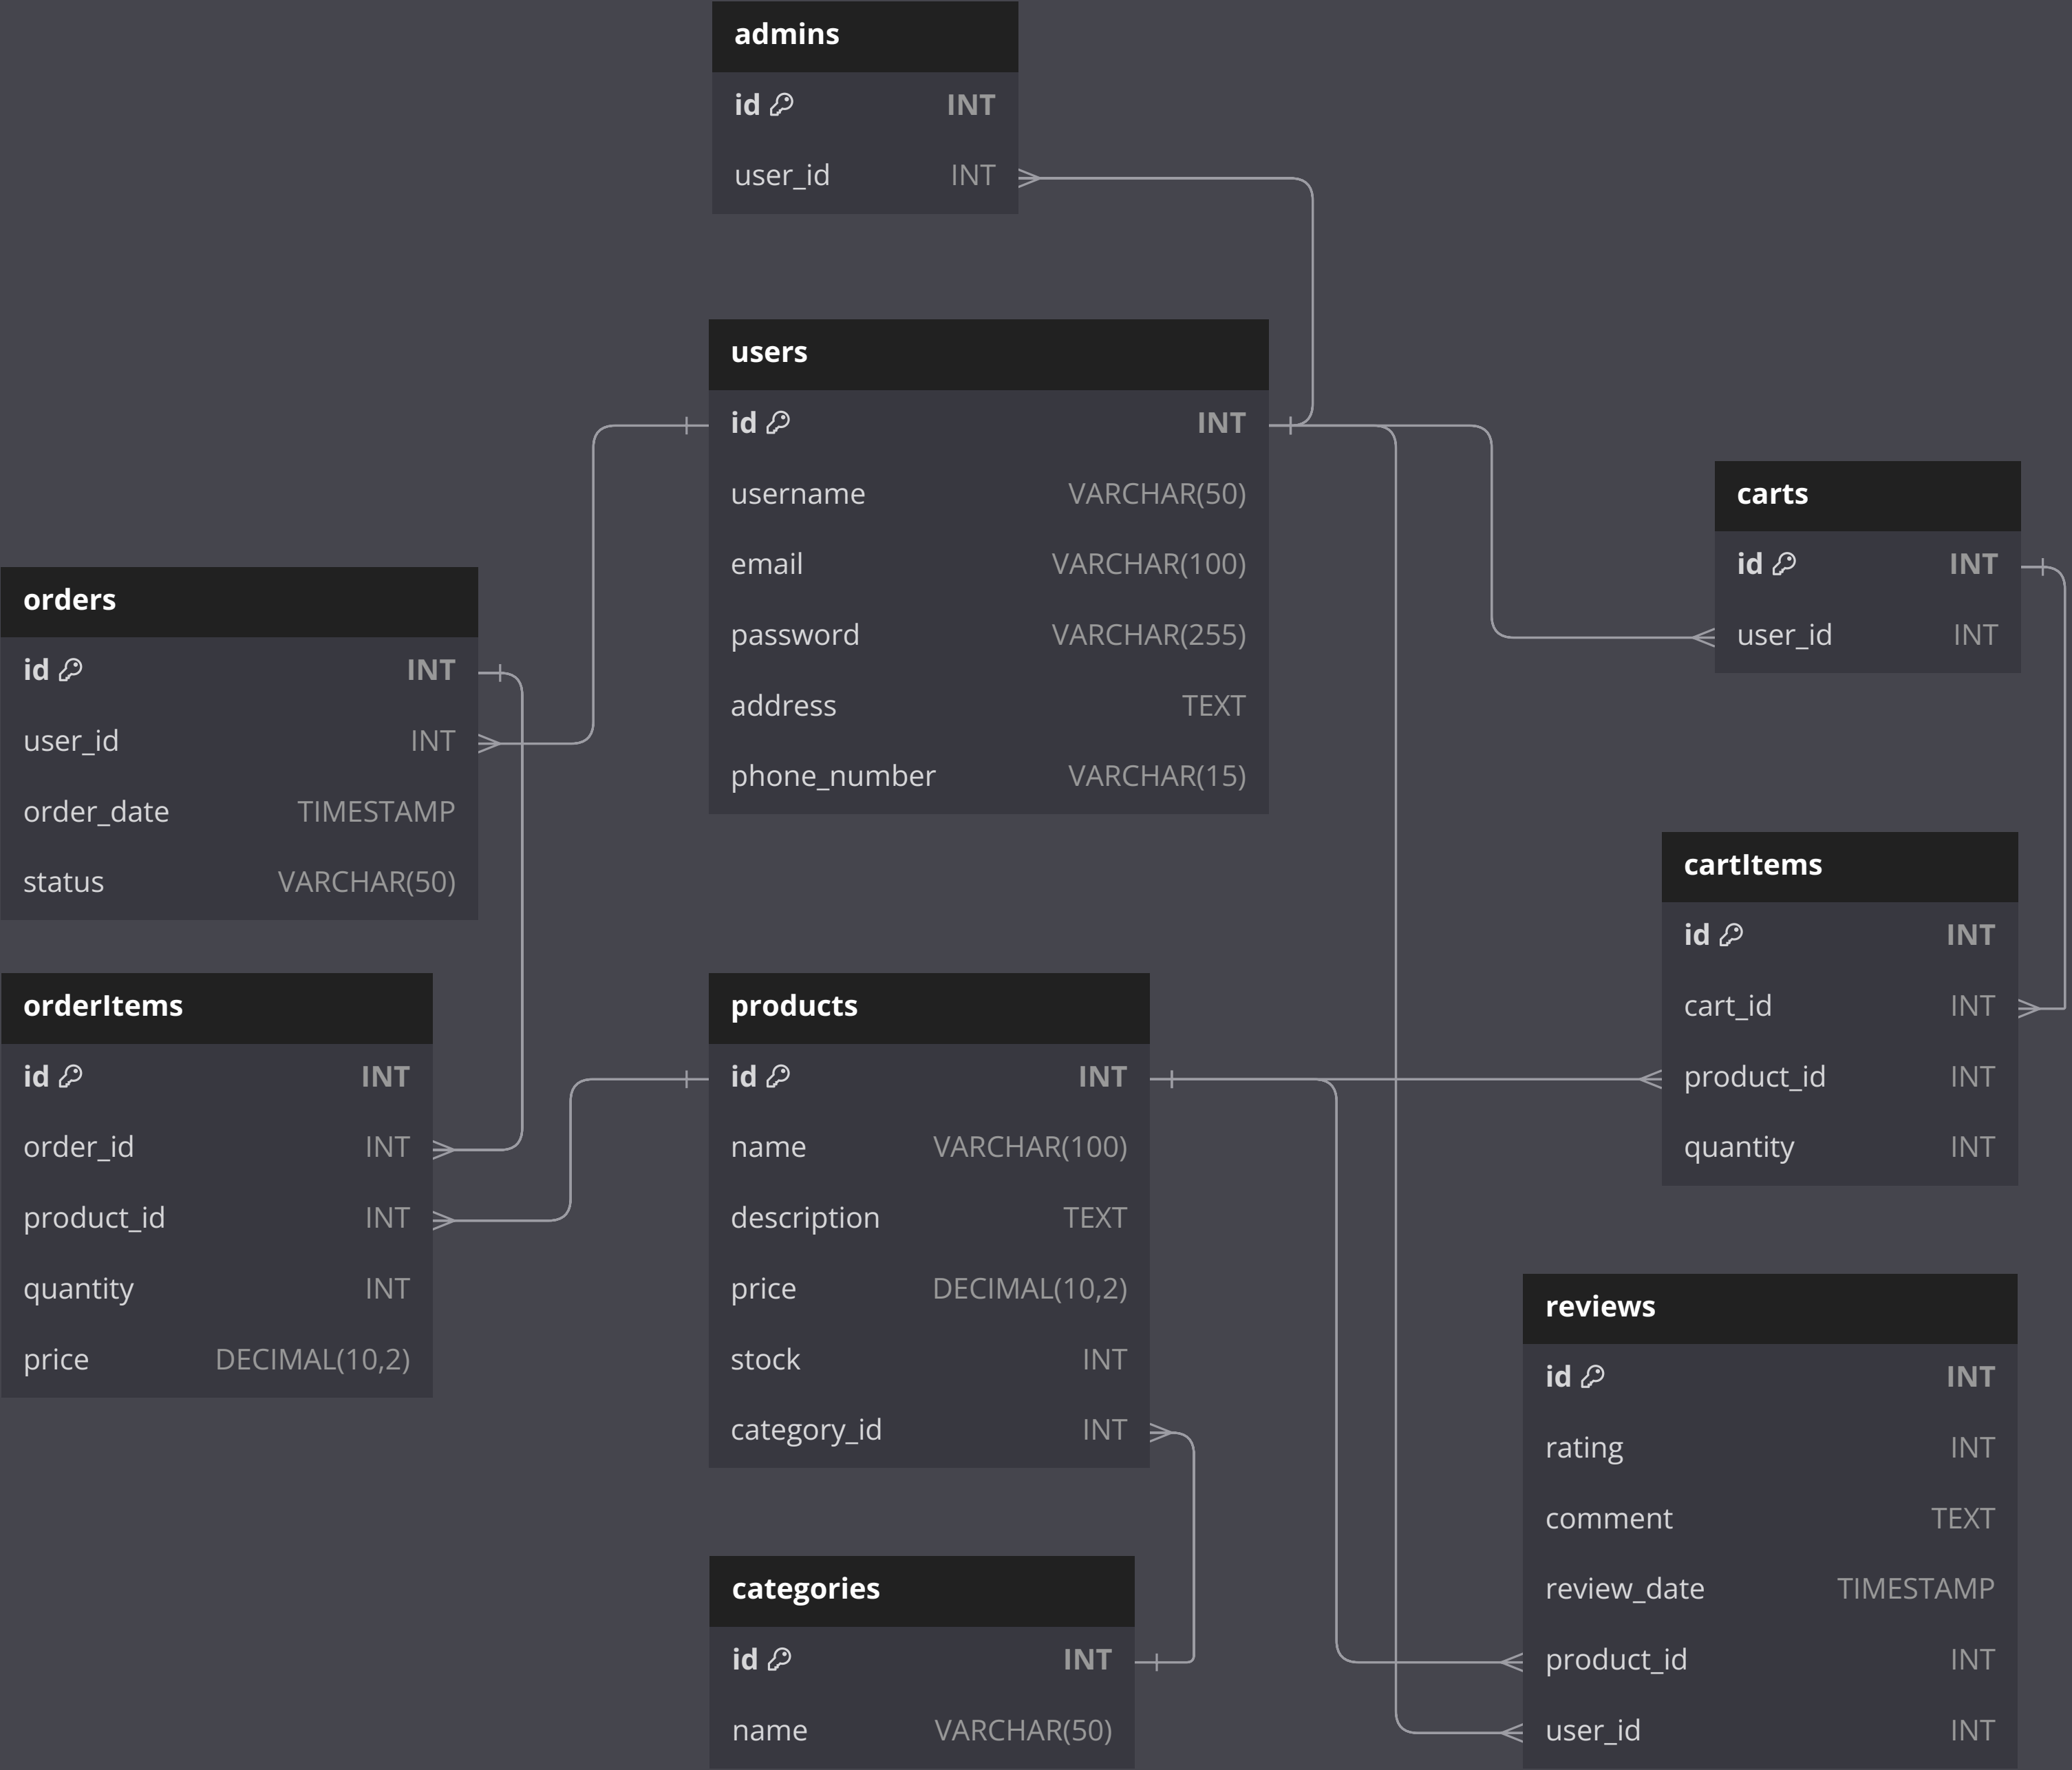 admins
id INT
user_id INT
users
id INT
username VARCHAR(50)
email VARCHAR(100)
password VARCHAR(255)
address TEXT
phone_number VARCHAR(15)
carts
id INT
user_id INT
orders
id INT
user_id INT
order_date TIMESTAMP
status VARCHAR(50)
cartItems
id INT
cart_id INT
product_id INT
quantity INT
orderItems
id INT
order_id INT
product_id INT
quantity INT
price DECIMAL(10,2)
products
id INT
name VARCHAR(100)
description TEXT
price DECIMAL(10,2)
stock INT
category_id INT
reviews
id INT
rating INT
comment TEXT
review_date TIMESTAMP
product_id INT
user_id INT
categories
id INT
name VARCHAR(50)